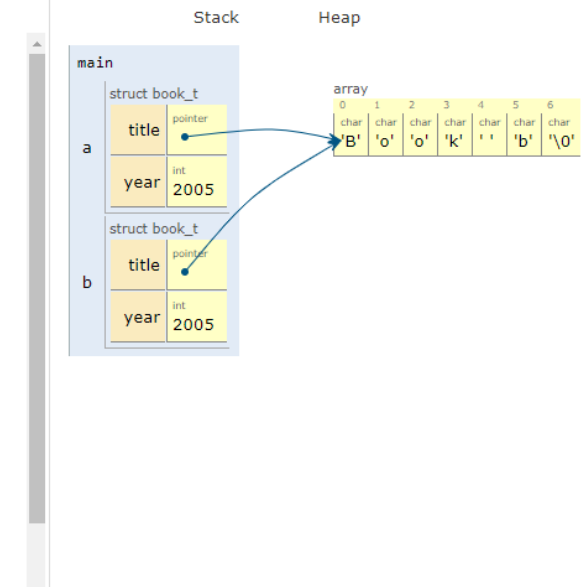 Stack Heap
main
struct book_t
array
0 1 2 3 4 5 6
pointer
char char char char char char char
title
'B' 'o' 'o' 'k' ' ' 'b' '\0'
a
int
year 2005
struct book_t
pointer
title
b
int
year 2005